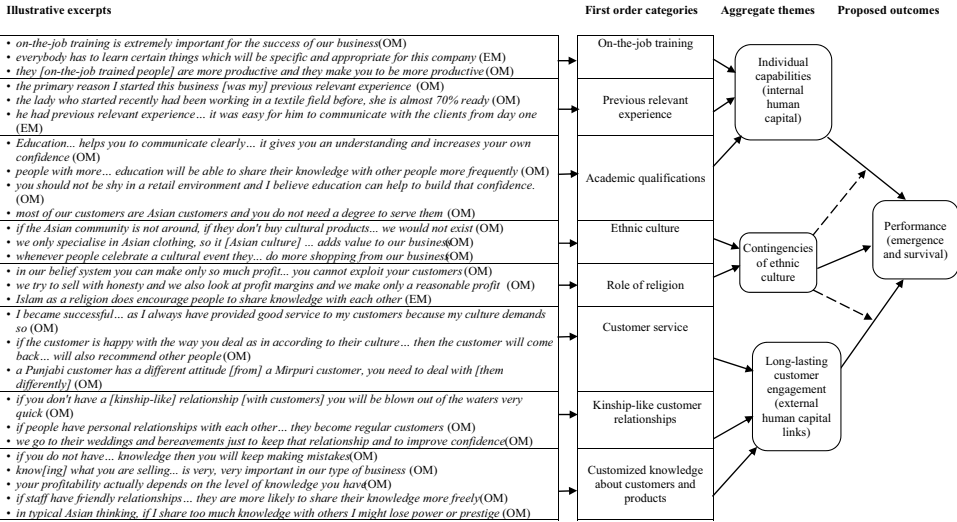 Illustrative excerpts
First order categories
Aggregate themes
Proposed outcomes
• on-the-job training is extremely important for the success of our business(OM)
• everybody has to learn certain things which will be specific and appropriate for this company (EM)
• they [on-the-job trained people] are more productive and they make you to be more productive (OM)
• the primary reason I started this business [was my] previous relevant experience (OM)
• the lady who started recently had been working in a textile field before, she is almost 70% ready (OM)
• he had previous relevant experience... it was easy for him to communicate with the clients from day one
(EM)
• Education... helps you to communicate clearly... it gives you an understanding and increases your own
confidence (OM)
• people with more... education will be able to share their knowledge with other people more frequently (OM)
• you should not be shy in a retail environment and I believe education can help to build that confidence.
(OM)
• most of our customers are Asian customers and you do not need a degree to serve them (OM)
• if the Asian community is not around, if they don't buy cultural products... we would not exist (OM)
• we only specialise in Asian clothing, so it [Asian culture] ... adds value to our business(OM)
• whenever people celebrate a cultural event they... do more shopping from our business(OM)
• in our belief system you can make only so much profit... you cannot exploit your customers(OM)
• we try to sell with honesty and we also look at profit margins and we make only a reasonable profit (OM)
• Islam as a religion does encourage people to share knowledge with each other (EM)
• I became successful... as I always have provided good service to my customers because my culture demands
so (OM)
• if the customer is happy with the way you deal as in according to their culture... then the customer will come
back... will also recommend other people(OM)
• a Punjabi customer has a different attitude [from] a Mirpuri customer, you need to deal with [them
differently] (OM)
• if you don't have a [kinship-like] relationship [with customers] you will be blown out of the waters very
quick (OM)
• if people have personal relationships with each other... they become regular customers (OM)
• we go to their weddings and bereavements just to keep that relationship and to improve confidence(OM)
• if you do not have... knowledge then you will keep making mistakes(OM)
• know[ing] what you are selling... is very, very important in our type of business (OM)
• your profitability actually depends on the level of knowledge you have(OM)
• if staff have friendly relationships... they are more likely to share their knowledge more freely(OM)
• in typical Asian thinking, if I share too much knowledge with others I might lose power or prestige (OM)
On-the-job training
Previous relevant
experience
Academic qualifications
Ethnic culture
Role of religion
Customer service
Kinship-like customer
relationships
Customized knowledge
about customers and
products
Individual
capabilities
(internal
human
capital)
Contingencies
of ethnic
culture
Long-lasting
customer
engagement
(external
human capital
links)
Performance
(emergence
and survival)